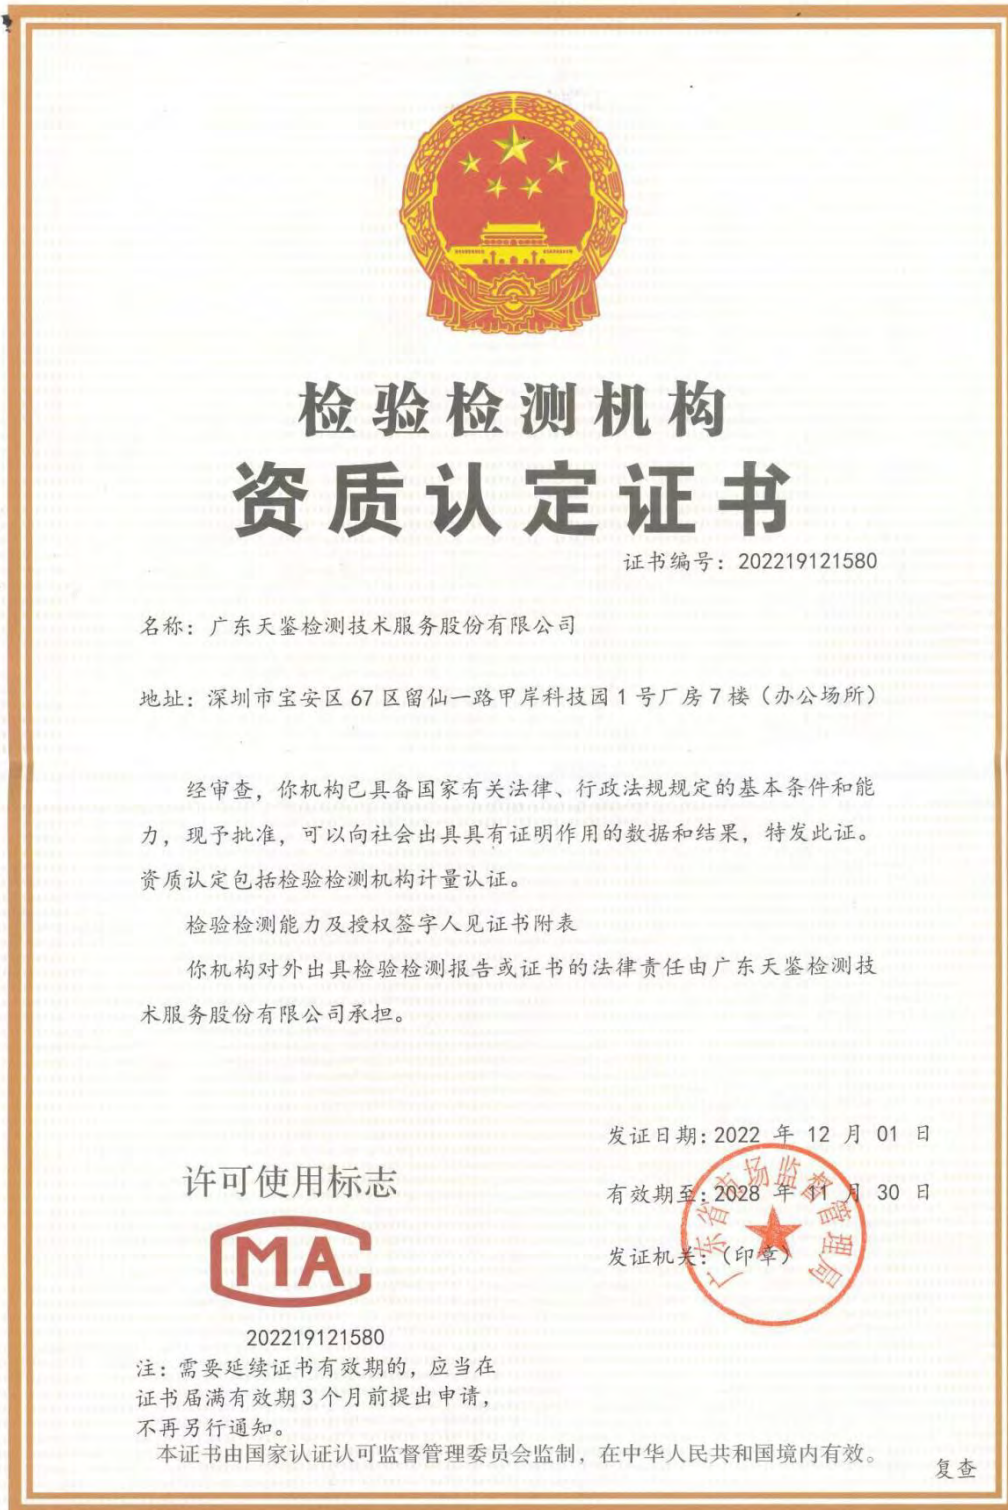 检验检测机构
资质认定证书
证书编号：202219121580
名称：广东天鉴检测技术服务股份有限公司
地址：深圳市宝安区67区留仙一路甲岸科技园1号厂房7楼（办公场所）
经审查，你机构已具备国家有关法律、行政法规规定的基本条件和能
力，现予批准，可以向社会出具具有证明作用的数据和结果，特发此证。
资质认定包括检验检测机构计量认证。
检验检测能力及授权签字人见证书附表
你机构对外出具检验检测报告或证书的法律责任由广东天鉴检测技
术服务股份有限公司承担。
许可使用标志
MA
202219121580
注：需要延续证书有效期的，应当在
证书届满有效期3个月前提出申请，
不再另行通知。
发证日期：2022 年 12 月 01 日
有效期至：2028 年 11 月 30 日
发证机关：（印章）
广东省市场监督管理局
本证书由国家认证认可监督管理委员会监制，在中华人民共和国境内有效。
复查